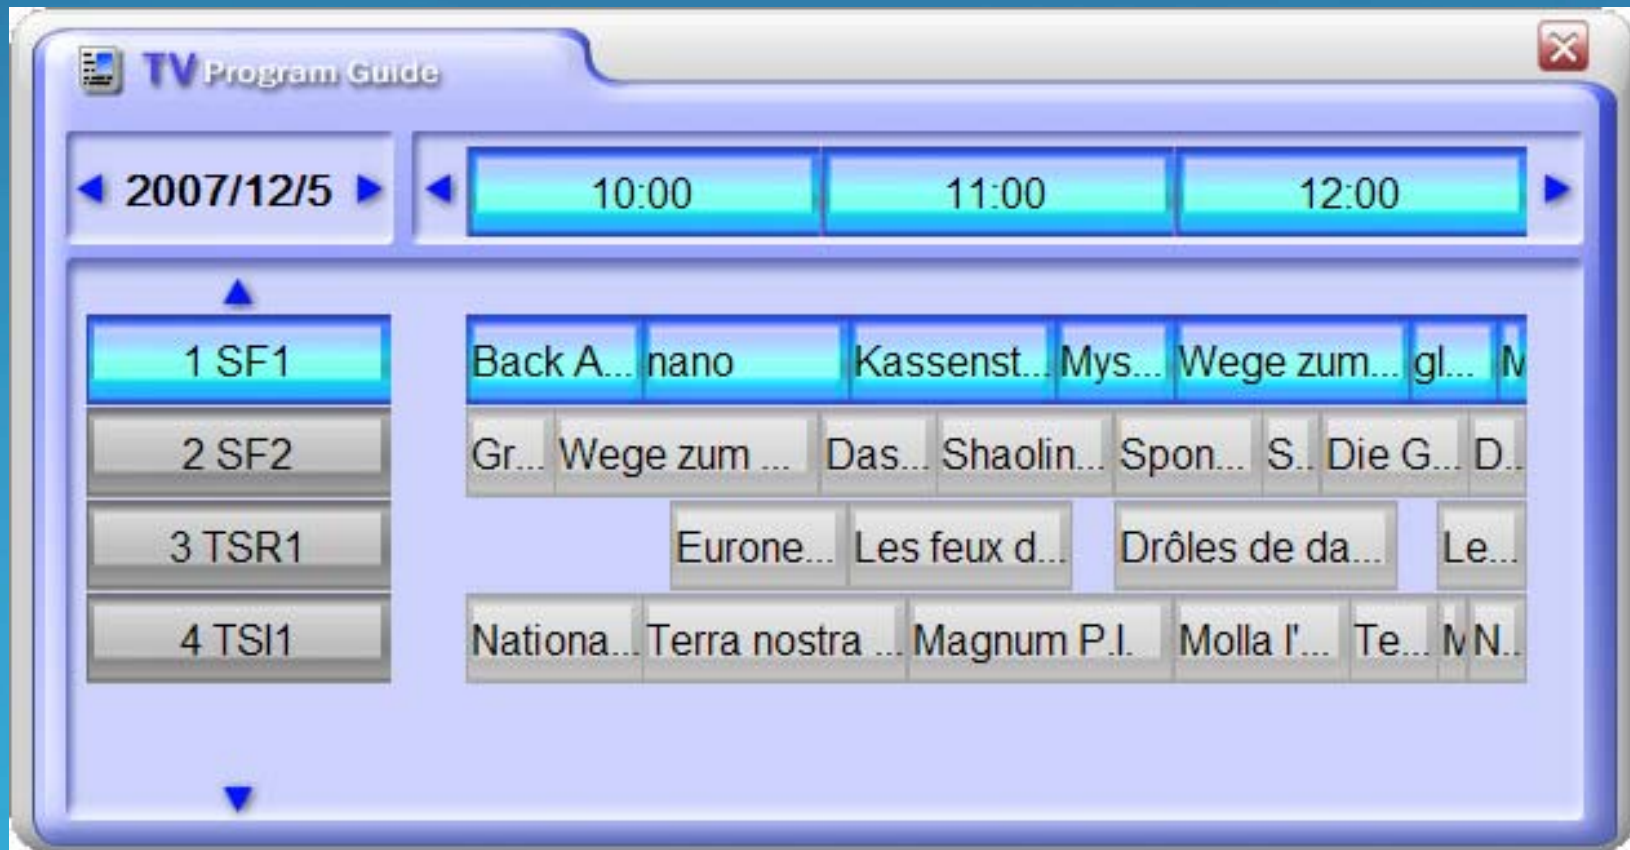 TV Program Guide
2007/12/5 10:00 11:00 12:00
1 SF1 Back A... nano Kassenst... Mys... Wege zum... gl... M
2 SF2 Gr... Wege zum ... Das... Shaolin... Spon... S.. Die G... D..
3 TSR1 Eurone... Les feux d... Drôles de da... Le...
4 TSI1 Nationa... Terra nostra ... Magnum P.I. Molla l'... Te... M N..